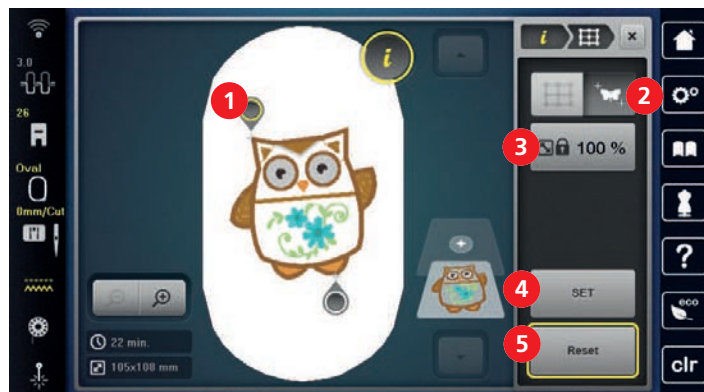 3.0
26
Oval
0mm/Cut
1
i
i
×
2
3
100 %
4
SET
5
Reset
22 min.
105x108 mm
?
eco
clr